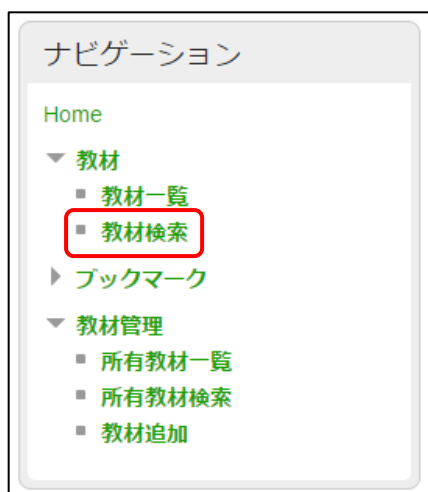 ナビゲーション
Home
教材
教材一覧
教材検索
ブックマーク
教材管理
所有教材一覧
所有教材検索
教材追加